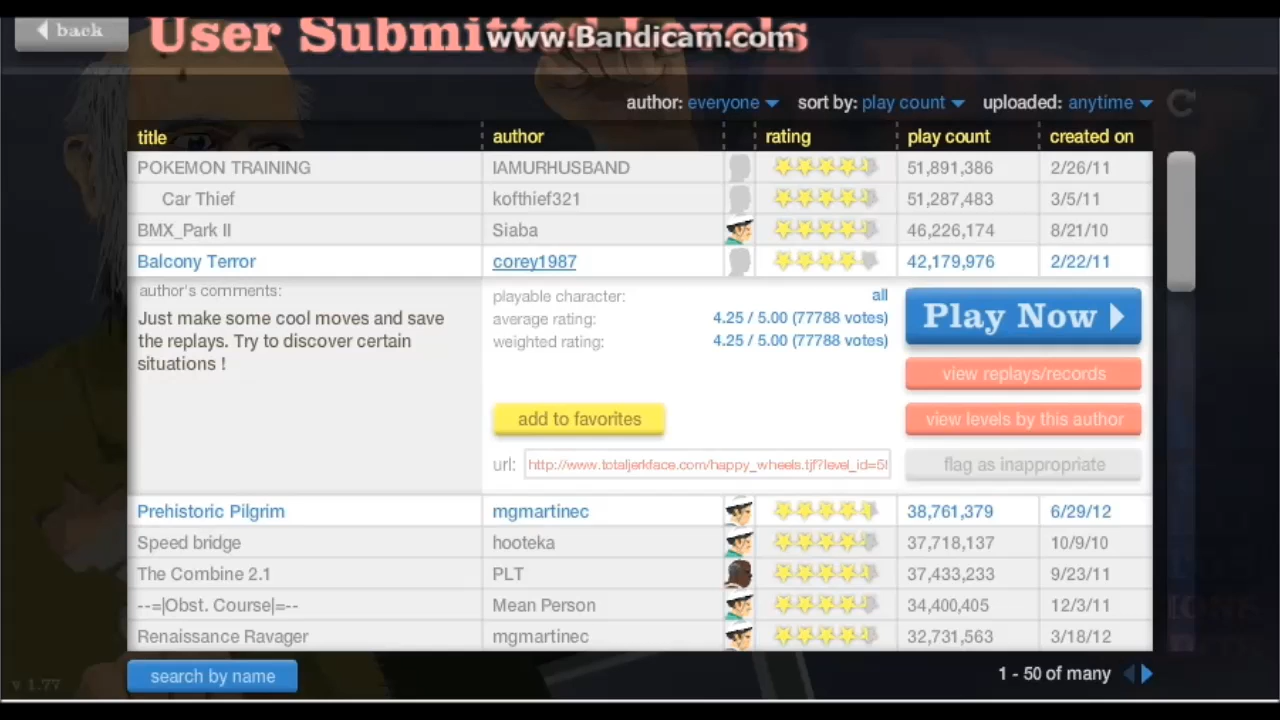 back
User Submitted Levels
www.Bandicam.com
author: everyone sort by: play count uploaded: anytime
title author rating play count created on
POKEMON TRAINING IAMURHUSBAND 51,891,386 2/26/11
Car Thief kofthief321 51,287,483 3/5/11
BMX_Park II Siaba 46,226,174 8/21/10
Balcony Terror corey1987 42,179,976 2/22/11
author's comments:
Just make some cool moves and save
the replays. Try to discover certain
situations !
playable character: all
average rating: 4.25 / 5.00 (77788 votes)
weighted rating: 4.25 / 5.00 (77788 votes)
add to favorites
url: http://www.totaljerkface.com/happy_wheels.tjf?level_id=5
Play Now
view replays/records
view levels by this author
flag as inappropriate
Prehistoric Pilgrim mgmartinec 38,761,379 6/29/12
Speed bridge hooteka 37,718,137 10/9/10
The Combine 2.1 PLT 37,433,233 9/23/11
--=|Obst. Course|=-- Mean Person 34,400,405 12/3/11
Renaissance Ravager mgmartinec 32,731,563 3/18/12
search by name
1 - 50 of many
v 1.77